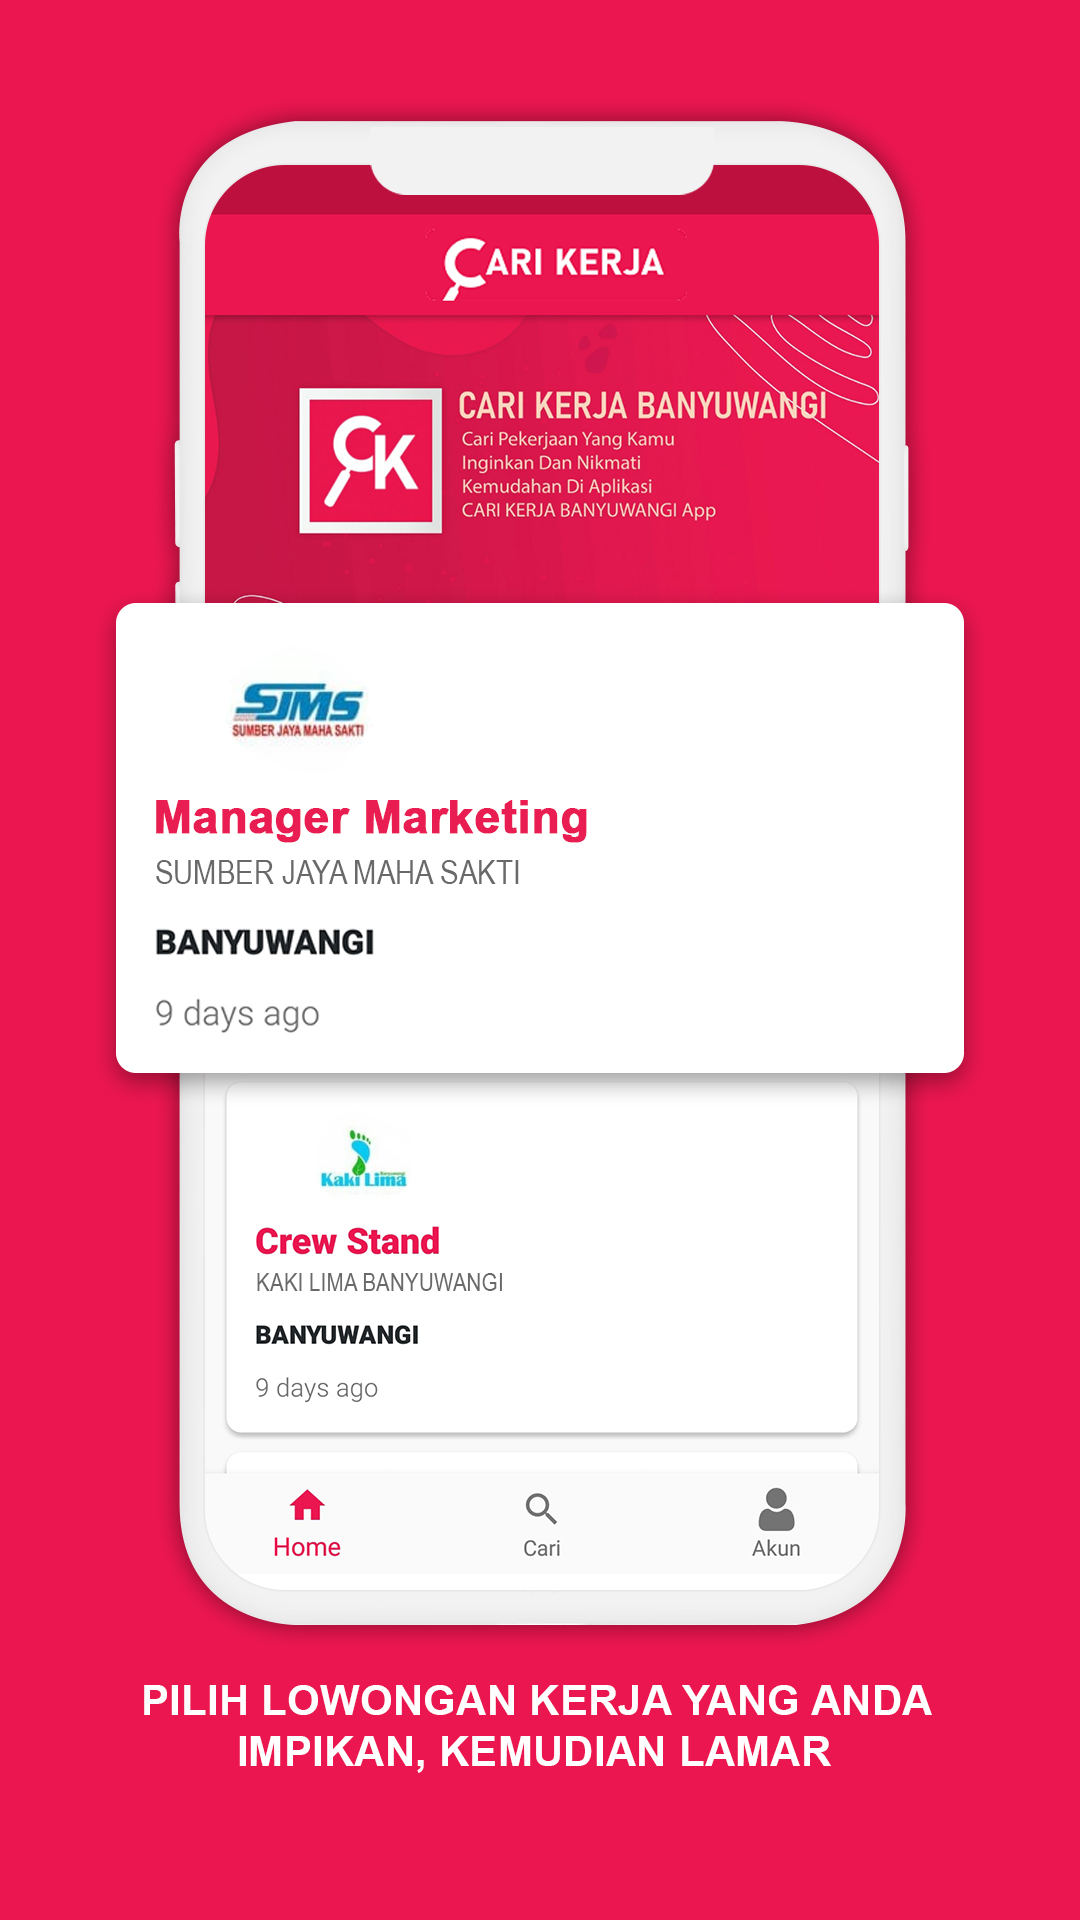 CARI KERJA
CARI KERJA BANYUWANGI
Cari Pekerjaan Yang Kamu
Inginkan Dan Nikmati
Kemudahan Di Aplikasi
CARI KERJA BANYUWANGI App
CK
SJMS
SUMBER JAYA MAHA SAKTI
Manager Marketing
SUMBER JAYA MAHA SAKTI
BANYUWANGI
9 days ago
Banyuwangi
Kaki Lima
Crew Stand
KAKI LIMA BANYUWANGI
BANYUWANGI
9 days ago
Home
Cari
Akun
PILIH LOWONGAN KERJA YANG ANDA
IMPIKAN, KEMUDIAN LAMAR